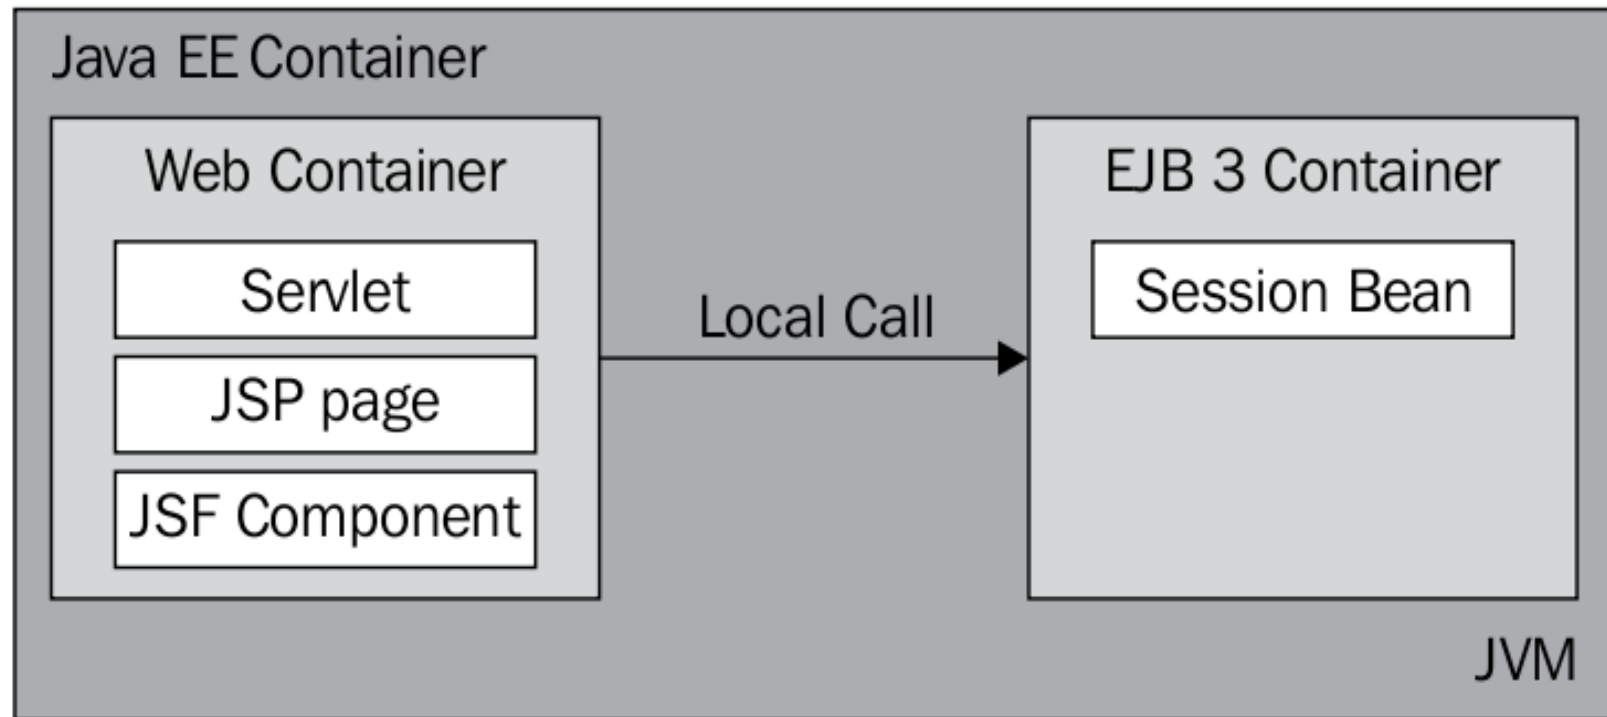 Java EE Container
Web Container
Servlet
JSP page
JSF Component
Local Call
EJB 3 Container
Session Bean
JVM